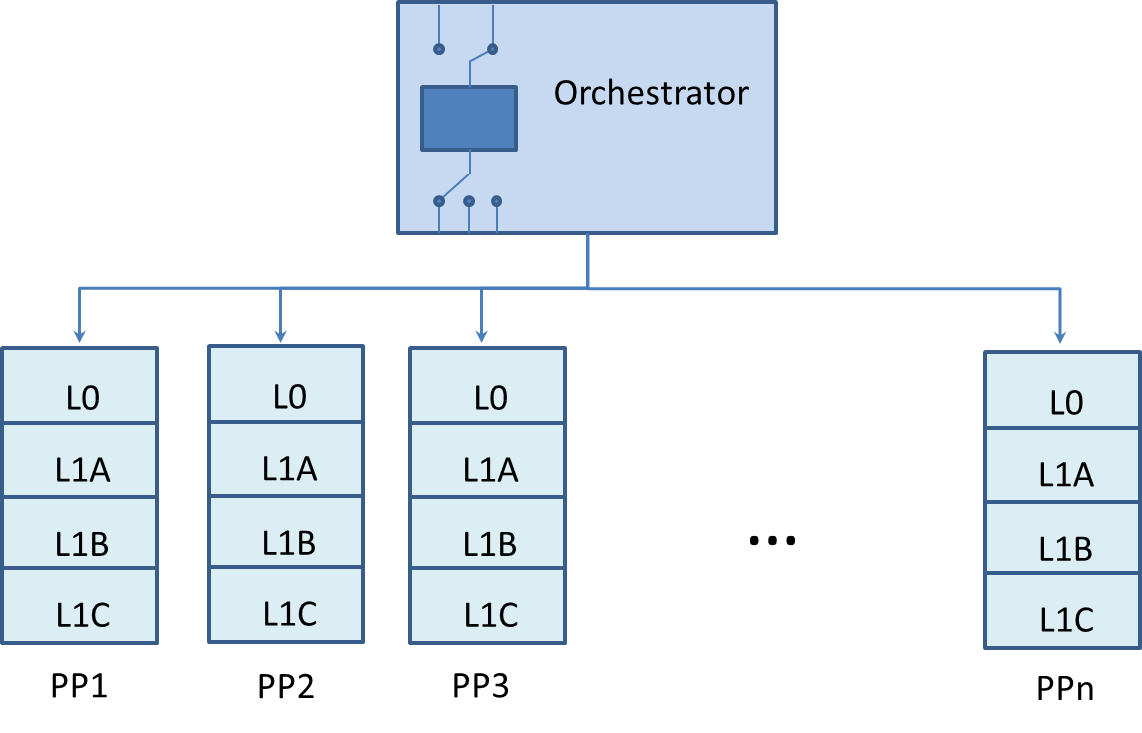 Orchestrator
L0
L1A
L1B
L1C
PP1
L0
L1A
L1B
L1C
PP2
L0
L1A
L1B
L1C
PP3
...
L0
L1A
L1B
L1C
PPn